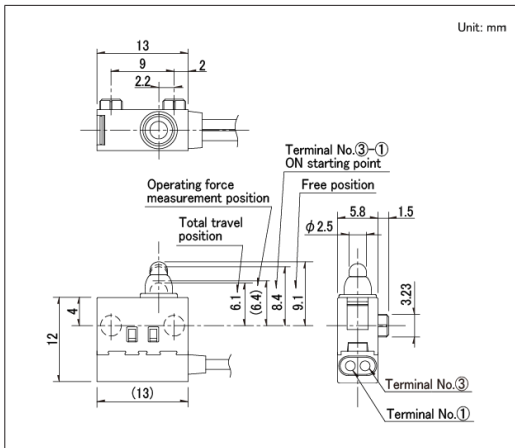 Unit: mm
13
9
2
2.2
Terminal No.③-①
ON starting point
Operating force
measurement position
Free position
Total travel
position
5.8
1.5
φ2.5
6.1
(6.4)
8.4
9.1
3.23
4
12
(13)
Terminal No.③
Terminal No.①